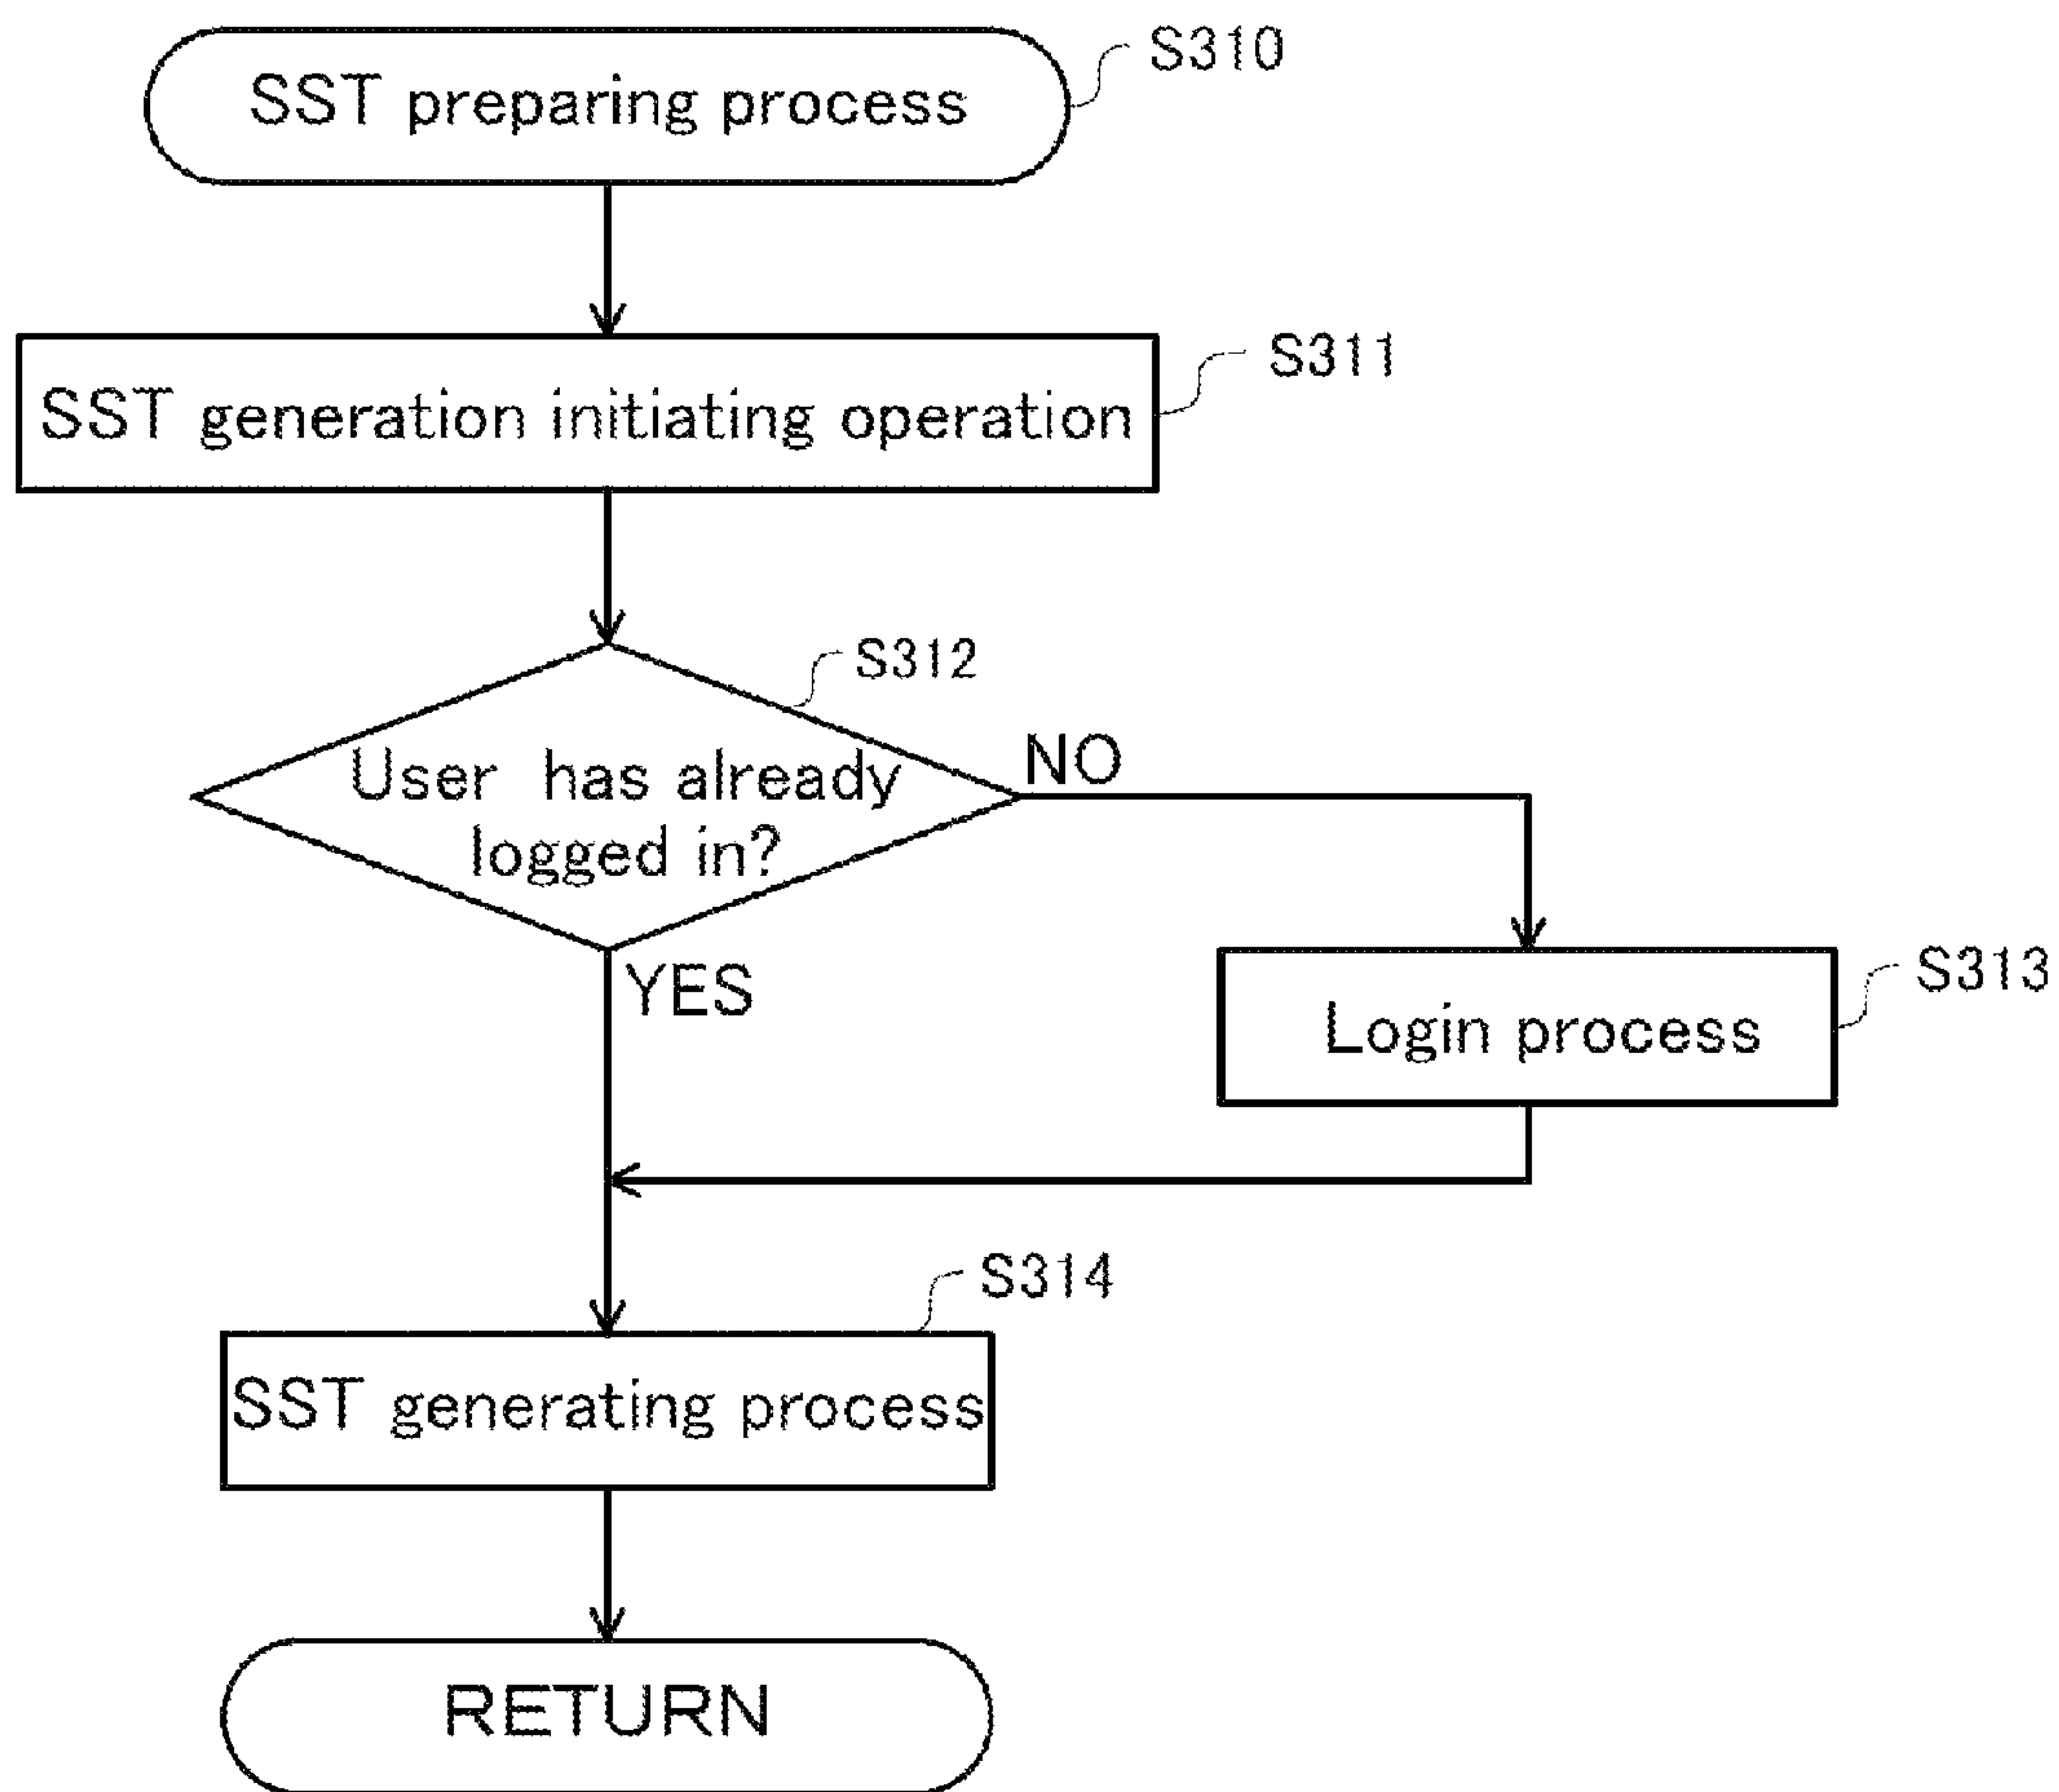 SST preparing process
S310
SST generation initiating operation
S311
S312
User has already
logged in?
NO
YES
Login process
S313
S314
SST generating process
RETURN